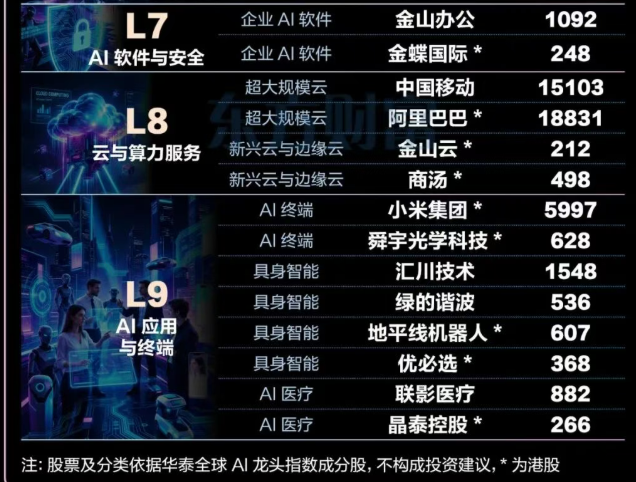 L7
AI 软件与安全
企业 AI 软件 金山办公 1092
企业 AI 软件 金蝶国际 * 248
L8
云与算力服务
超大规模云 中国移动 15103
超大规模云 阿里巴巴 * 18831
新兴云与边缘云 金山云 * 212
新兴云与边缘云 商汤 * 498
L9
AI 应用
与终端
AI 终端 小米集团 * 5997
AI 终端 舜宇光学科技 * 628
具身智能 汇川技术 1548
具身智能 绿的谐波 536
具身智能 地平线机器人 * 607
具身智能 优必选 * 368
AI 医疗 联影医疗 882
AI 医疗 晶泰控股 * 266
注: 股票及分类依据华泰全球 AI 龙头指数成分股, 不构成投资建议, * 为港股